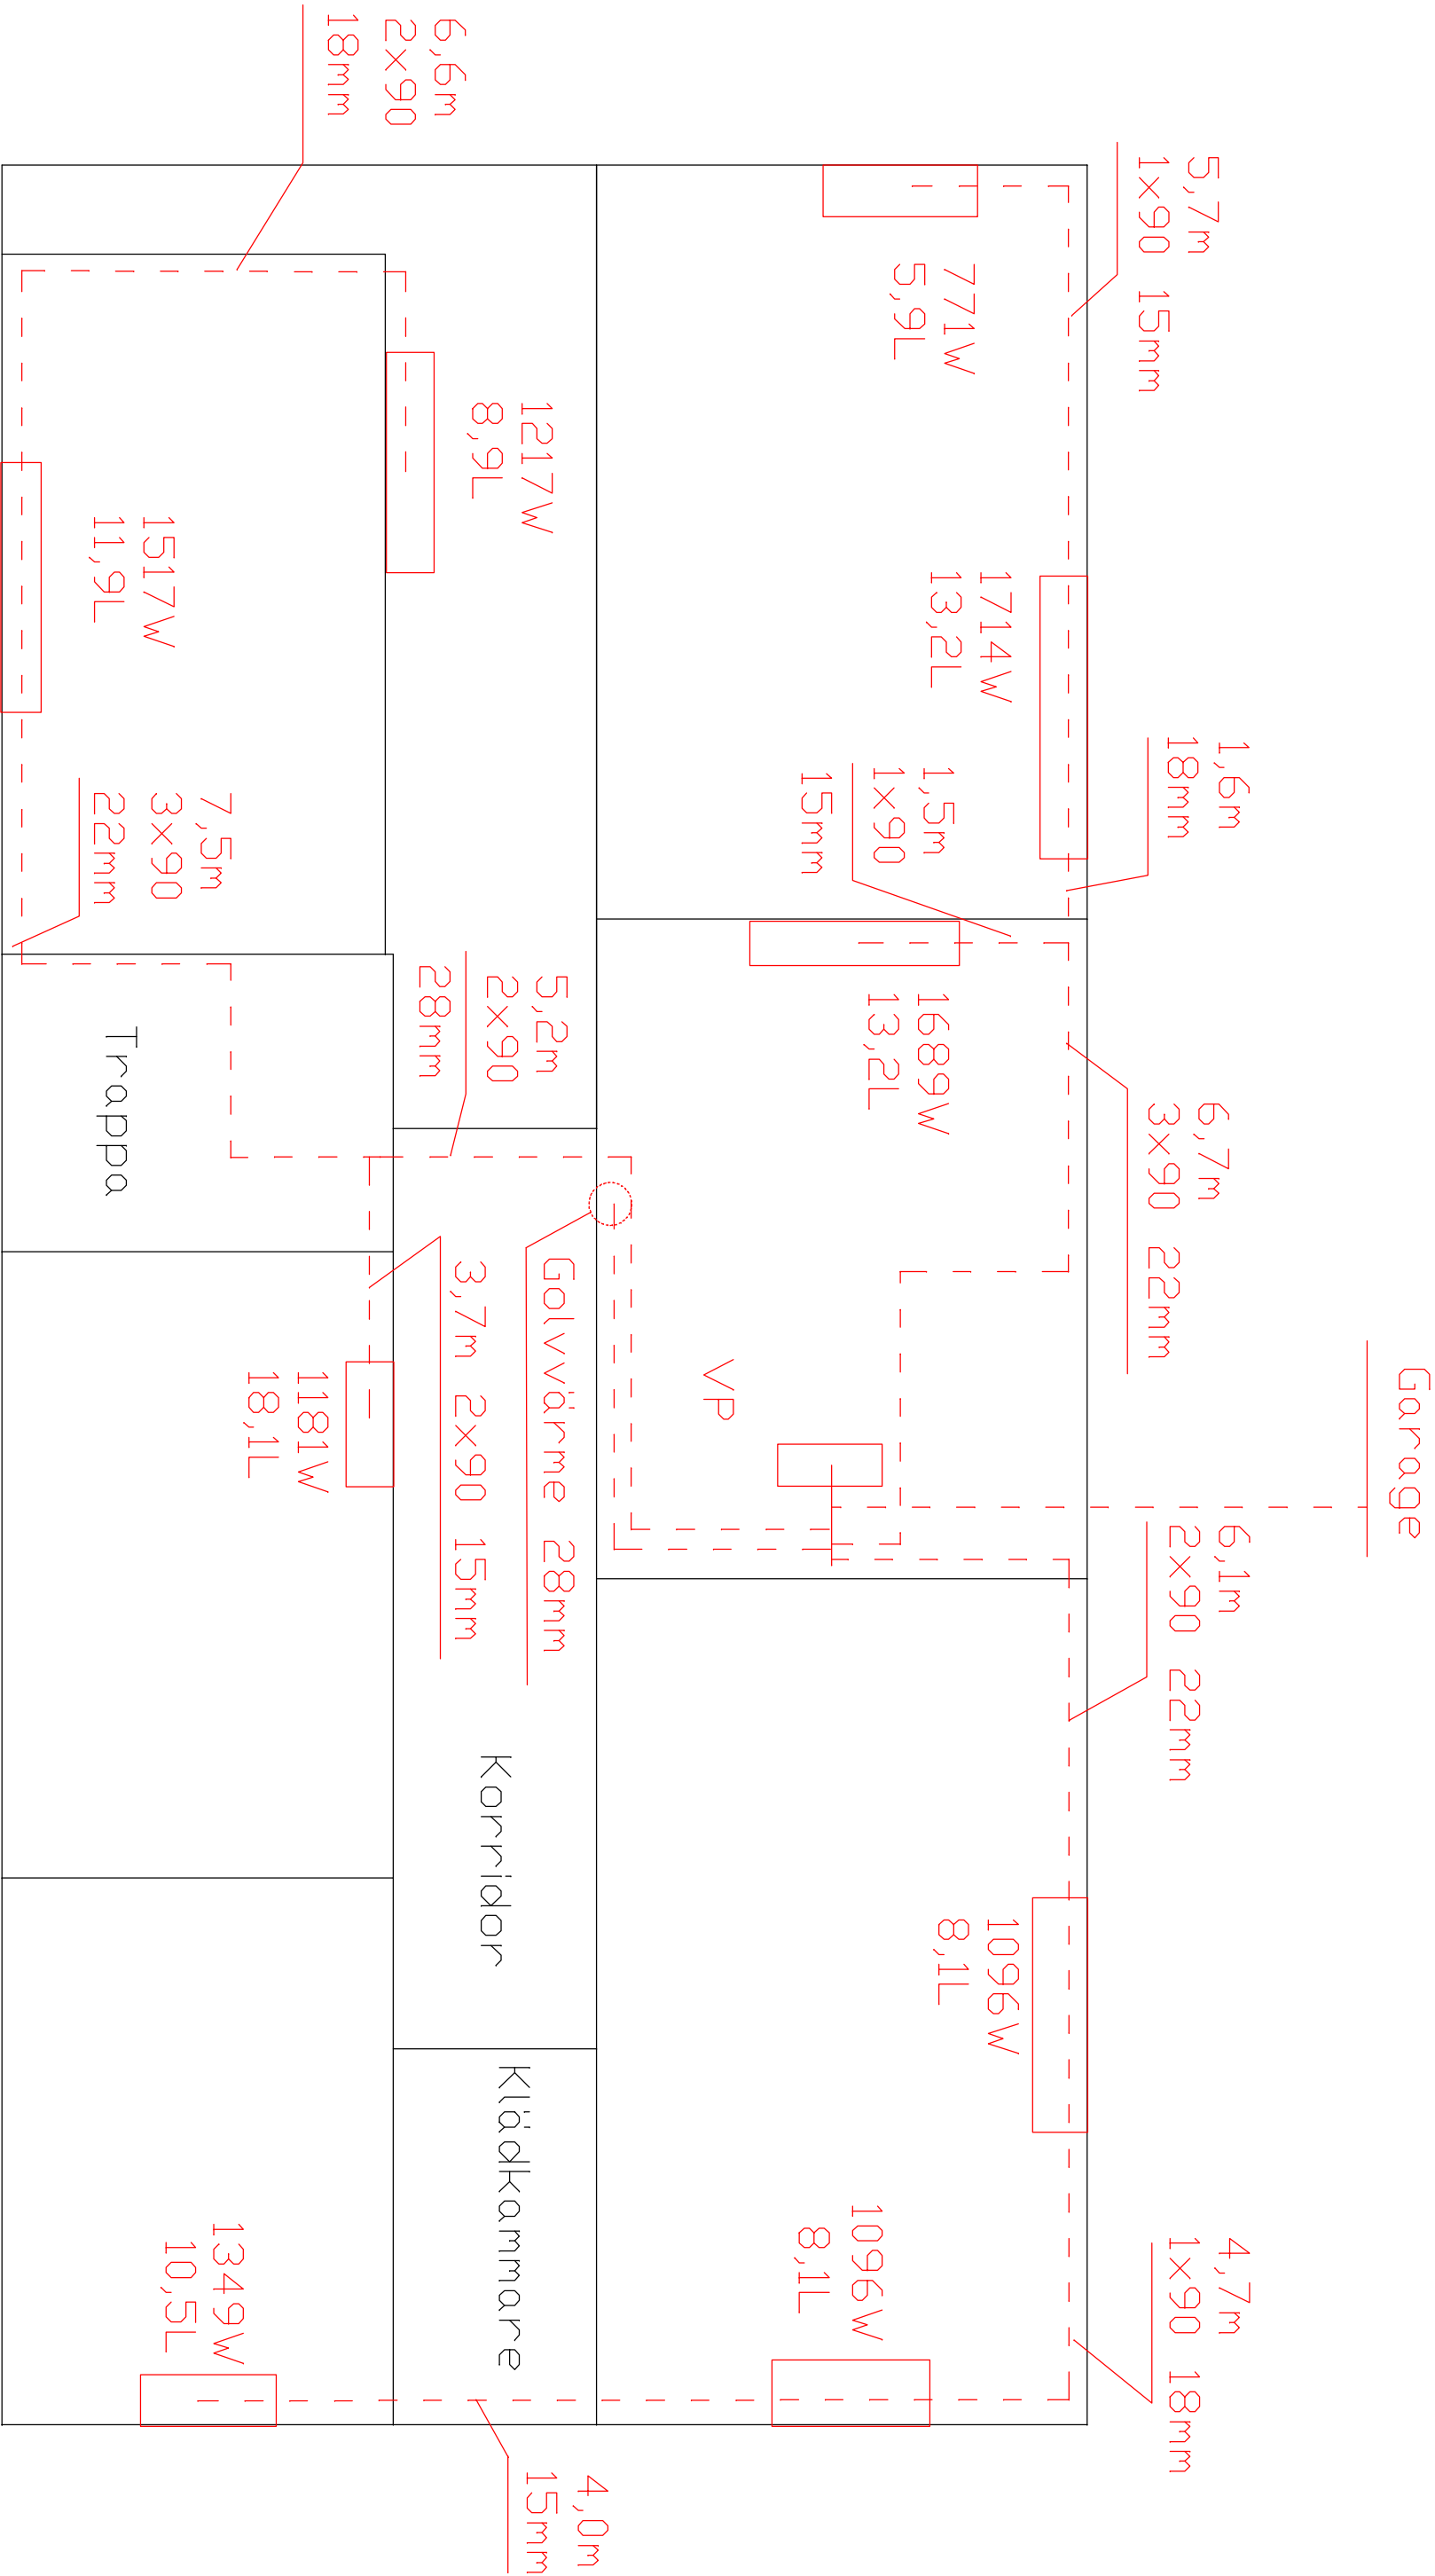 Garage
5,7m
1x90 15mm
1,6m
18mm
6,7m
3x90 22mm
6,1m
2x90 22mm
4,7m
1x90 18mm
771W
5,9L
1714W
13,2L
1,5m
1x90
15mm
1689W
13,2L
1096W
8,1L
1096W
8,1L
VP
4,0m
15mm
Golvvärme 28mm
5,2m
2x90
28mm
1217W
8,9L
Korridor
Klädkammare
3,7m 2x90 15mm
6,6m
2x90
18mm
1181W
18,1L
1349W
10,5L
7,5m
3x90
22mm
1517W
11,9L
Trappa